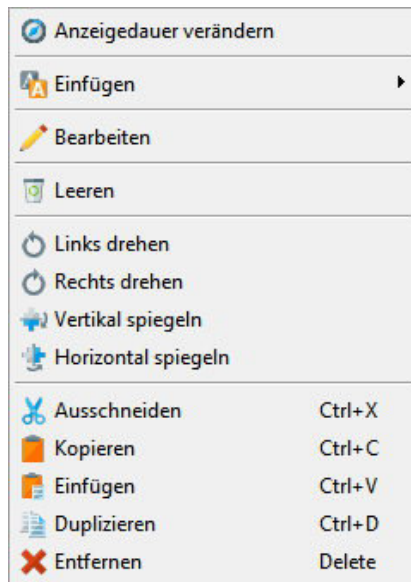 Anzeigedauer verändern
Einfügen
Bearbeiten
Leeren
Links drehen
Rechts drehen
Vertikal spiegeln
Horizontal spiegeln
Ausschneiden Ctrl+X
Kopieren Ctrl+C
Einfügen Ctrl+V
Duplizieren Ctrl+D
Entfernen Delete